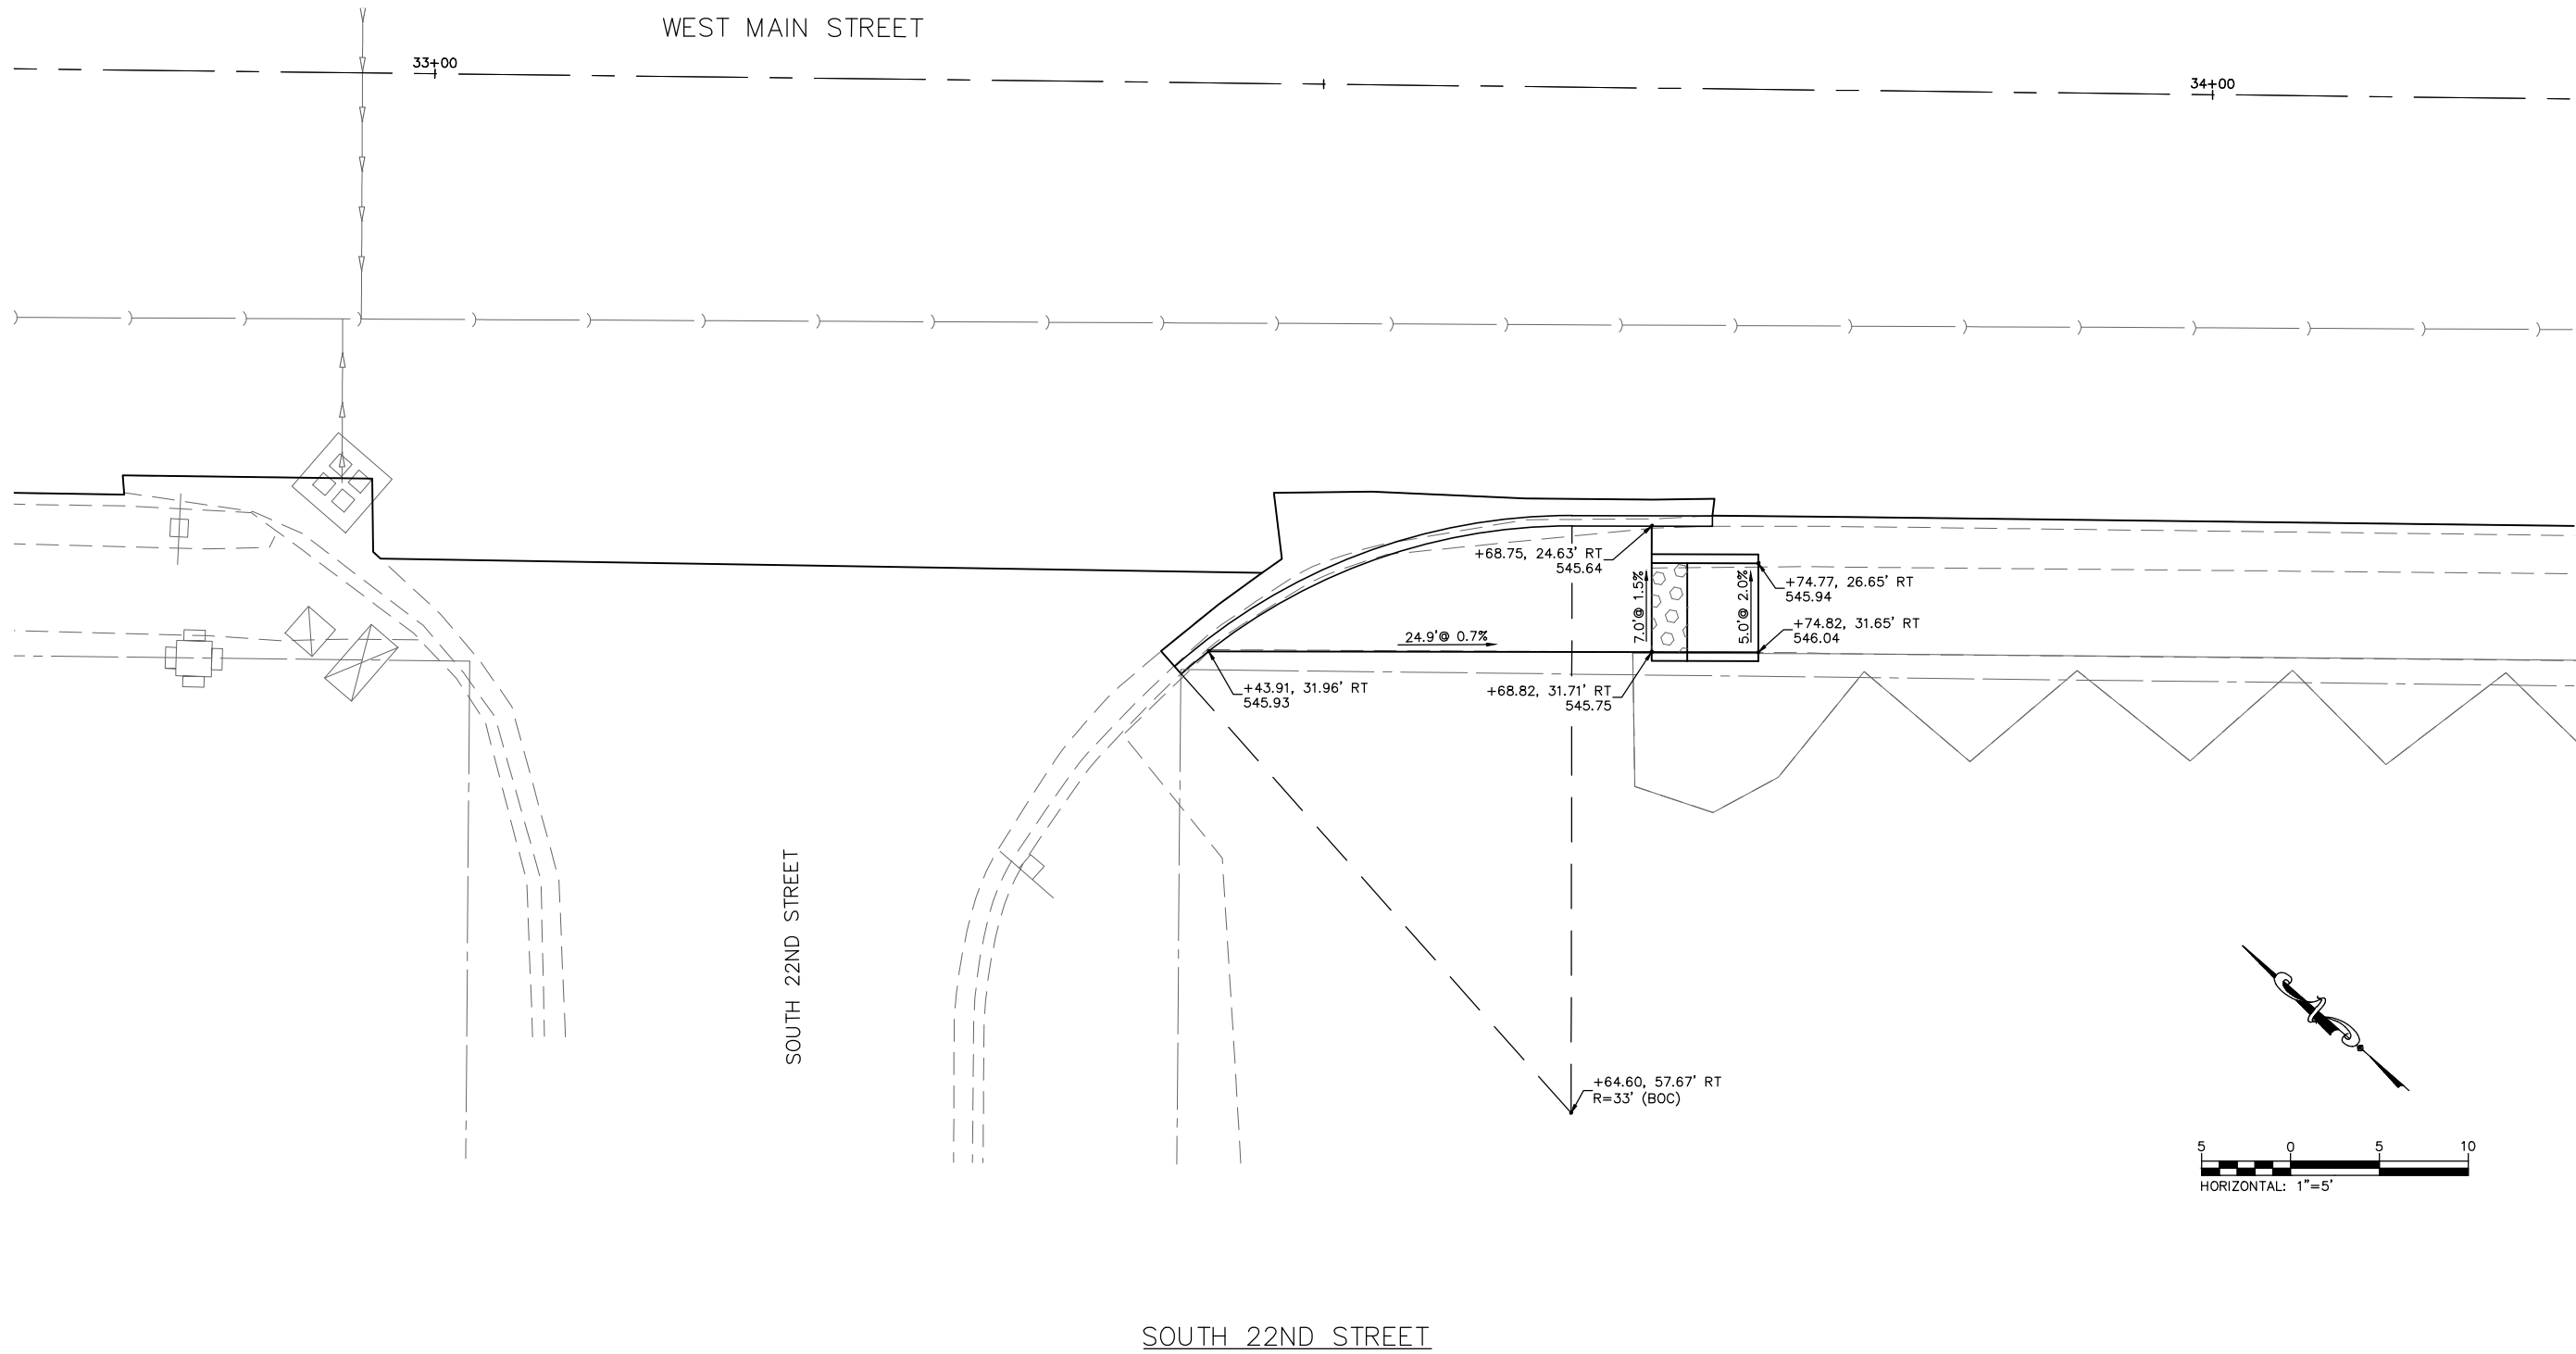 WEST MAIN STREET
33+00
34+00
+68.75, 24.63' RT
545.64
7.0'@ 1.5%
5.0'@ 2.0%
+74.77, 26.65' RT
545.94
+74.82, 31.65' RT
546.04
24.9'@ 0.7%
+43.91, 31.96' RT
545.93
+68.82, 31.71' RT
545.75
SOUTH 22ND STREET
+64.60, 57.67' RT
R=33' (BOC)
5 0 5 10
HORIZONTAL: 1"=5'
SOUTH 22ND STREET